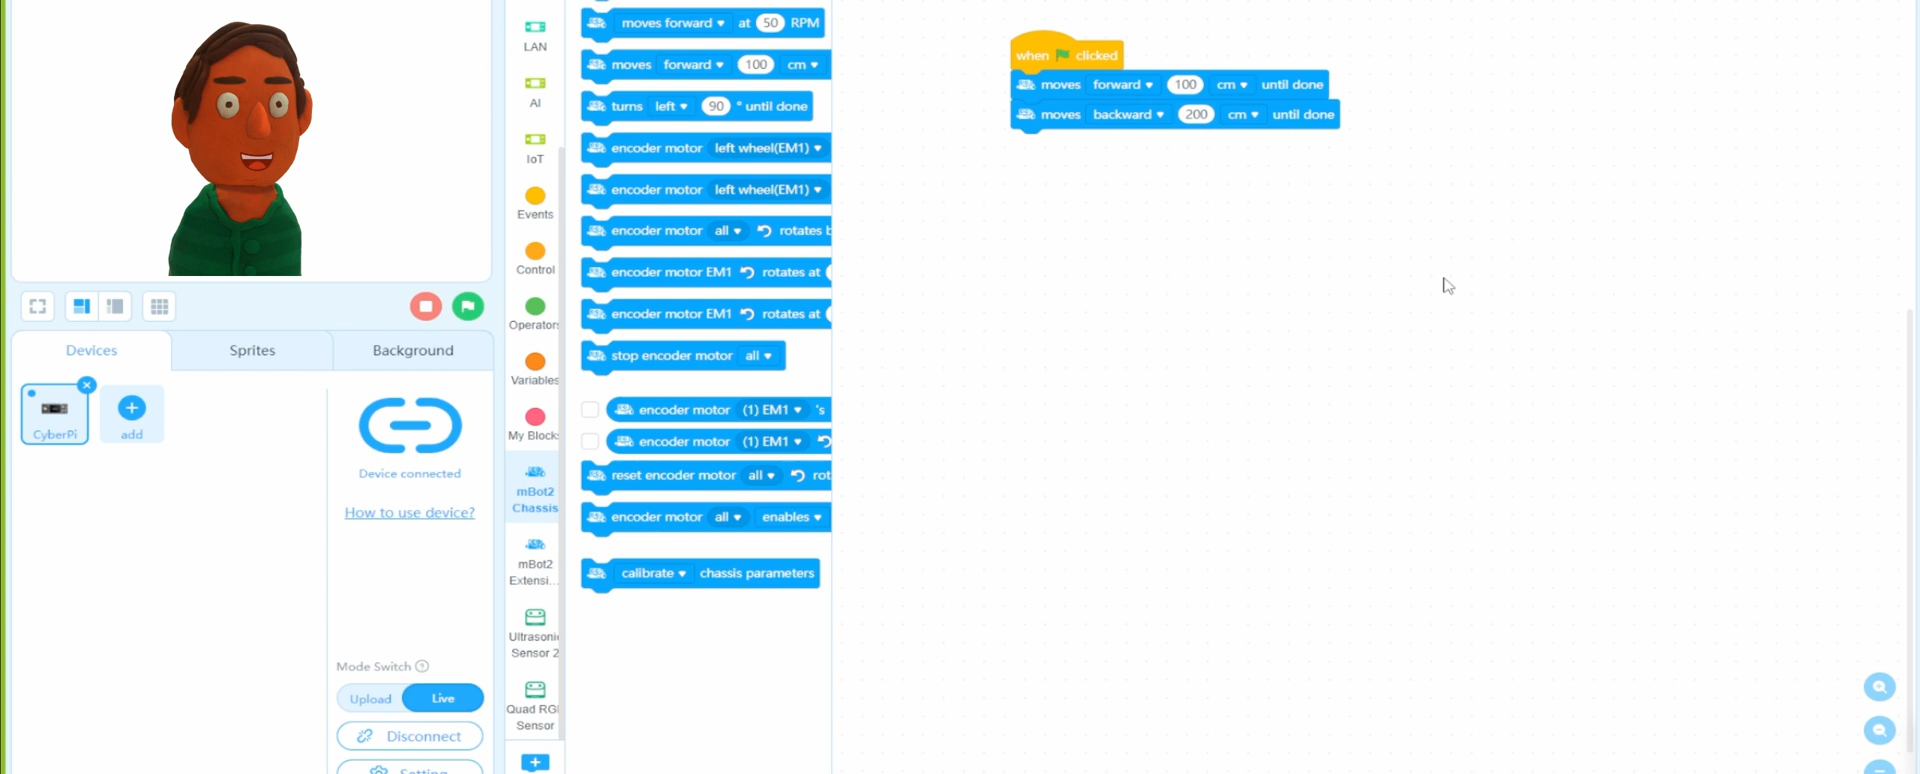 Devices
Sprites
Background
CyberPi
add
Device connected
How to use device?
Mode Switch ?
Upload
Live
Disconnect
Setting
LAN
AI
IoT
Events
Control
Operators
Variables
My Blocks
mBot2
Chassis
mBot2
Extensi...
Ultrasonic
Sensor 2
Quad RGB
Sensor
moves forward at 50 RPM
moves forward 100 cm
turns left 90 ° until done
encoder motor left wheel(EM1)
encoder motor left wheel(EM1)
encoder motor all rotates b
encoder motor EM1 rotates at
encoder motor EM1 rotates at
stop encoder motor all
encoder motor (1) EM1 's
encoder motor (1) EM1
reset encoder motor all rot
encoder motor all enables
calibrate chassis parameters
when clicked
moves forward 100 cm until done
moves backward 200 cm until done